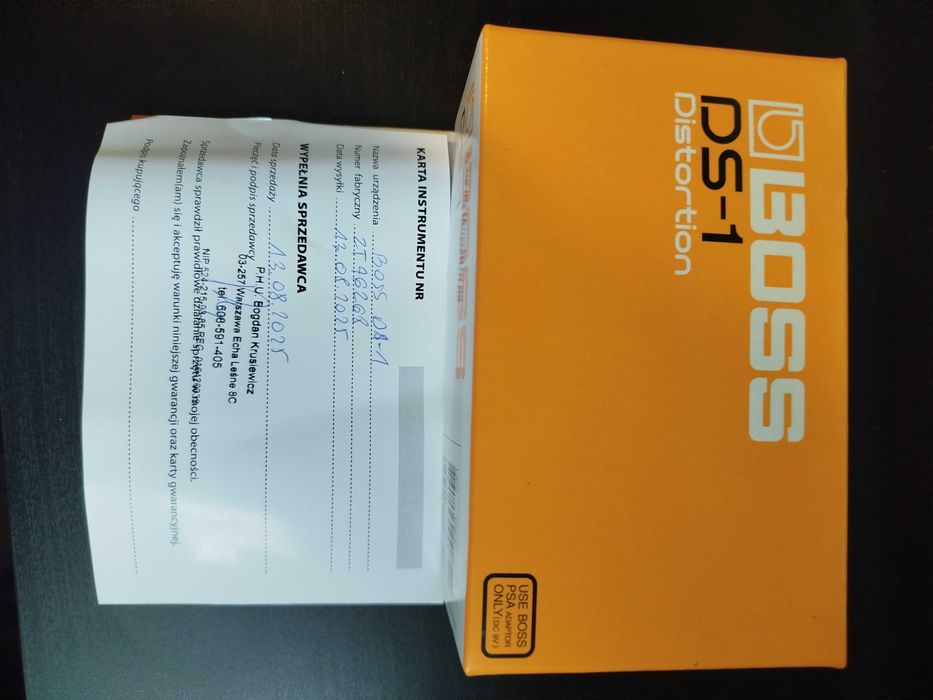 BOSS
DS-1
Distortion
USE BOSS
PSA ADAPTOR
ONLY (DC 9V)
KARTA INSTRUMENTU NR
Nazwa urządzenia BOSS DS-1
Numer fabryczny
Data wysyłki 13.08.2025
WYPEŁNIA SPRZEDAWCA
Data sprzedaży 13.08.2025
Pieczęć i podpis sprzedawcy
P.H.U. Bogdan Krusiewicz
03-257 Warszawa Echa Leśne 8C
tel. 606-591-405
Sprzedawca sprawdził prawidłowe działanie sprzętu w mojej obecności.
Zapoznałem(am) się i akceptuję warunki niniejszej gwarancji oraz karty gwarancyjnej.
Podpis kupującego